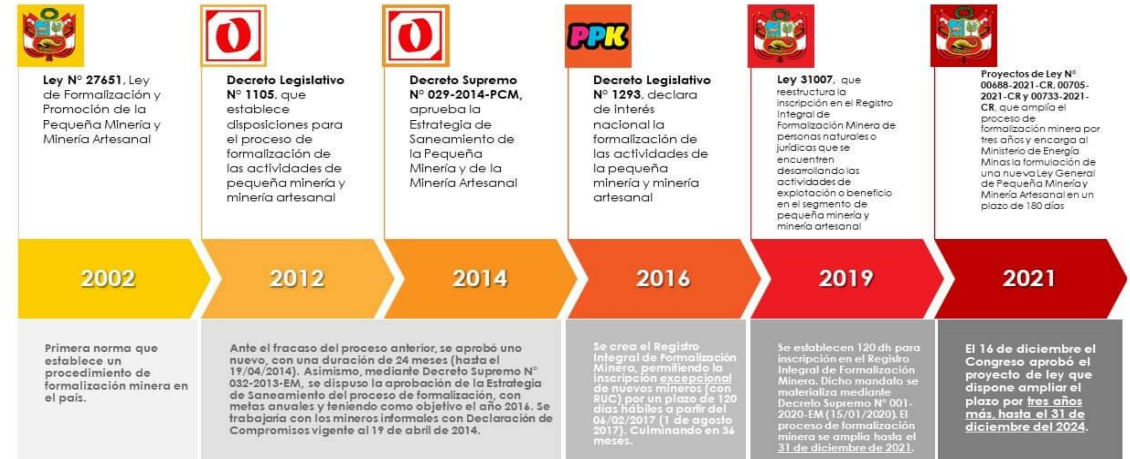 PPK
Ley N° 27651, Ley
de Formalización y
Promoción de la
Pequeña Minería y
Minería Artesanal
Decreto Legislativo
N° 1105, que
establece
disposiciones para
el proceso de
formalización de
las actividades de
pequeña minería y
minería artesanal
Decreto Supremo
N° 029-2014-PCM,
aprueba la
Estrategia de
Saneamiento de
la Pequeña
Minería y de la
Minería Artesanal
Decreto Legislativo
N° 1293, declara
de interés
nacional la
formalización de
las actividades de
la pequeña
minería y minería
artesanal
Ley 31007, que
reestructura la
inscripción en el Registro
Integral de
Formalización Minera de
personas naturales o
jurídicas que se
encuentren
desarrollando las
actividades de
explotación o beneficio
en el segmento de
pequeña minería y
minería artesanal
Proyectos de Ley N°
00688-2021-CR, 00705-
2021-CR y 00733-2021-
CR, que amplía el
proceso de
formalización minera por
tres años y encarga al
Ministerio de Energía
Minas la formulación de
una nueva Ley General
de Pequeña Minería y
Minería Artesanal en un
plazo de 180 días
2002
2012
2014
2016
2019
2021
Primera norma que
establece un
procedimiento de
formalización minera en
el país.
Ante el fracaso del proceso anterior, se aprobó uno
nuevo, con una duración de 24 meses (hasta el
19/04/2014). Asimismo, mediante Decreto Supremo N°
032-2013-EM, se dispuso la aprobación de la Estrategia
de Saneamiento del proceso de formalización, con
metas anuales y teniendo como objetivo el año 2016. Se
trabajaría con los mineros informales con Declaración de
Compromisos vigente al 19 de abril de 2014.
Se crea el Registro
Integral de Formalización
Minera, permitiendo la
inscripción excepcional
de nuevos mineros (con
RUC) por un plazo de 120
días hábiles a partir del
06/02/2017 (1 de agosto
2017). Culminando en 36
meses.
Se establecen 120 dh para
inscripción en el Registro
Integral de Formalización
Minera. Dicho mandato se
materializa mediante
Decreto Supremo N° 001-
2020-EM (15/01/2020). El
proceso de formalización
minera se amplia hasta el
31 de diciembre de 2021.
El 16 de diciembre el
Congreso aprobó el
proyecto de ley que
dispone ampliar el
plazo por tres años
más, hasta el 31 de
diciembre del 2024.